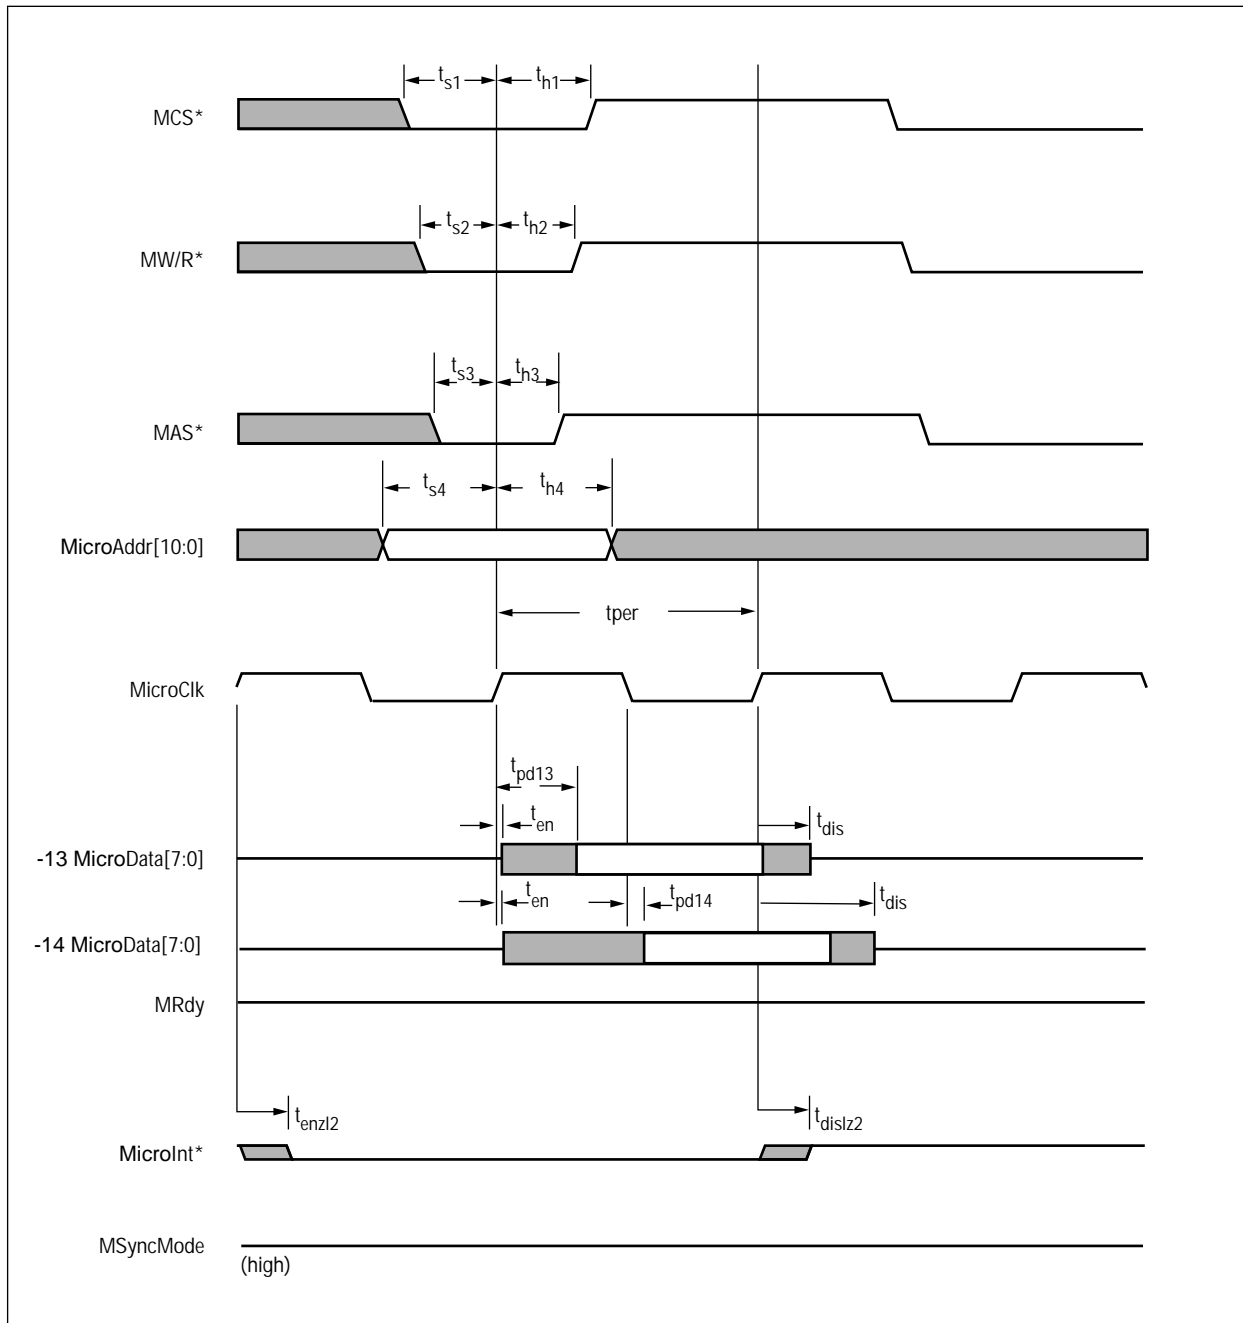 ts1 th1
MCS*
ts2 th2
MW/R*
ts3 th3
MAS*
ts4 th4
MicroAddr[10:0]
tper
MicroClk
tpd13
ten tdis
-13 MicroData[7:0]
ten tpd14 tdis
-14 MicroData[7:0]
MRdy
tenzl2 tdislz2
MicroInt*
MSyncMode
(high)